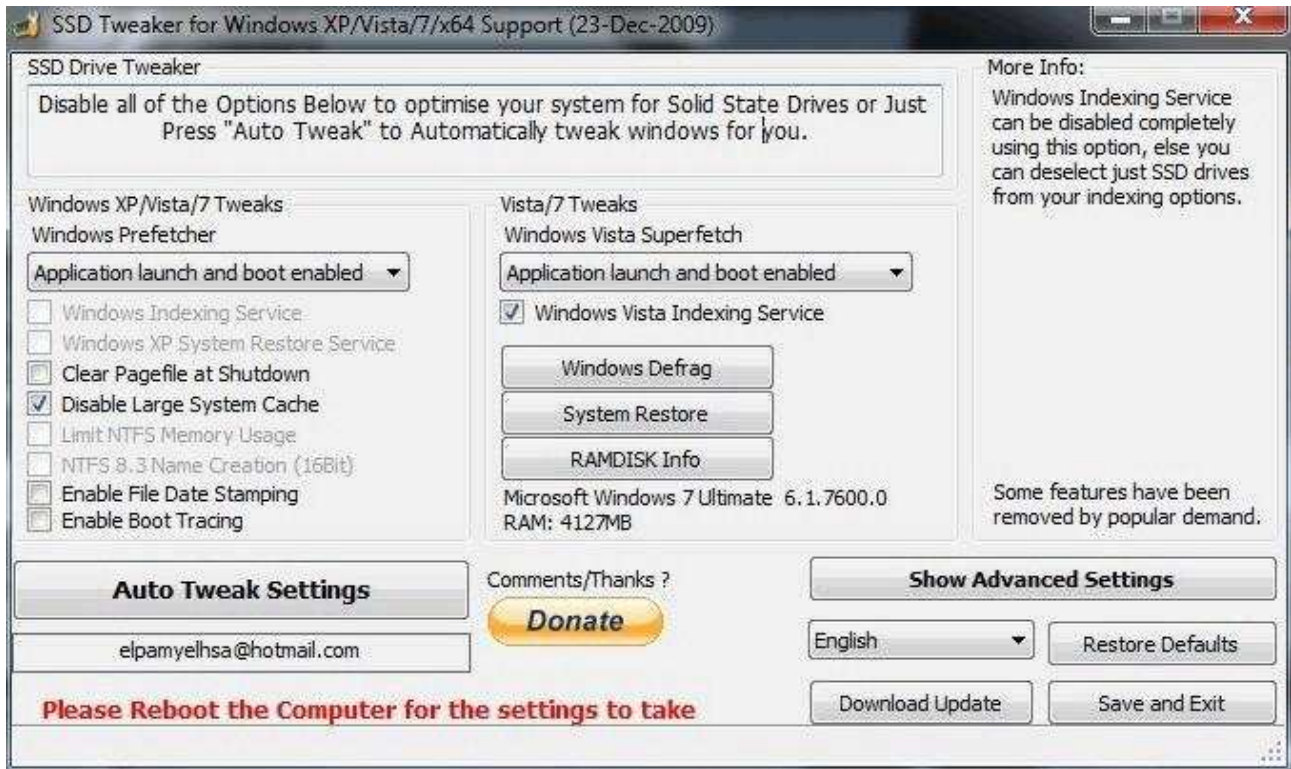 SSD Tweaker for Windows XP/Vista/7/x64 Support (23-Dec-2009)
SSD Drive Tweaker
Disable all of the Options Below to optimise your system for Solid State Drives or Just
Press "Auto Tweak" to Automatically tweak windows for you.
Windows XP/Vista/7 Tweaks
Windows Prefetcher
Application launch and boot enabled
Windows Indexing Service
Windows XP System Restore Service
Clear Pagefile at Shutdown
Disable Large System Cache
Limit NTFS Memory Usage
NTFS 8.3 Name Creation (16Bit)
Enable File Date Stamping
Enable Boot Tracing
Vista/7 Tweaks
Windows Vista Superfetch
Application launch and boot enabled
Windows Vista Indexing Service
Windows Defrag
System Restore
RAMDISK Info
Microsoft Windows 7 Ultimate 6.1.7600.0
RAM: 4127MB
More Info:
Windows Indexing Service
can be disabled completely
using this option, else you
can deselect just SSD drives
from your indexing options.
Some features have been
removed by popular demand.
Auto Tweak Settings
elpamyelhsa@hotmail.com
Please Reboot the Computer for the settings to take
Comments/Thanks ?
Donate
Show Advanced Settings
English
Restore Defaults
Download Update
Save and Exit